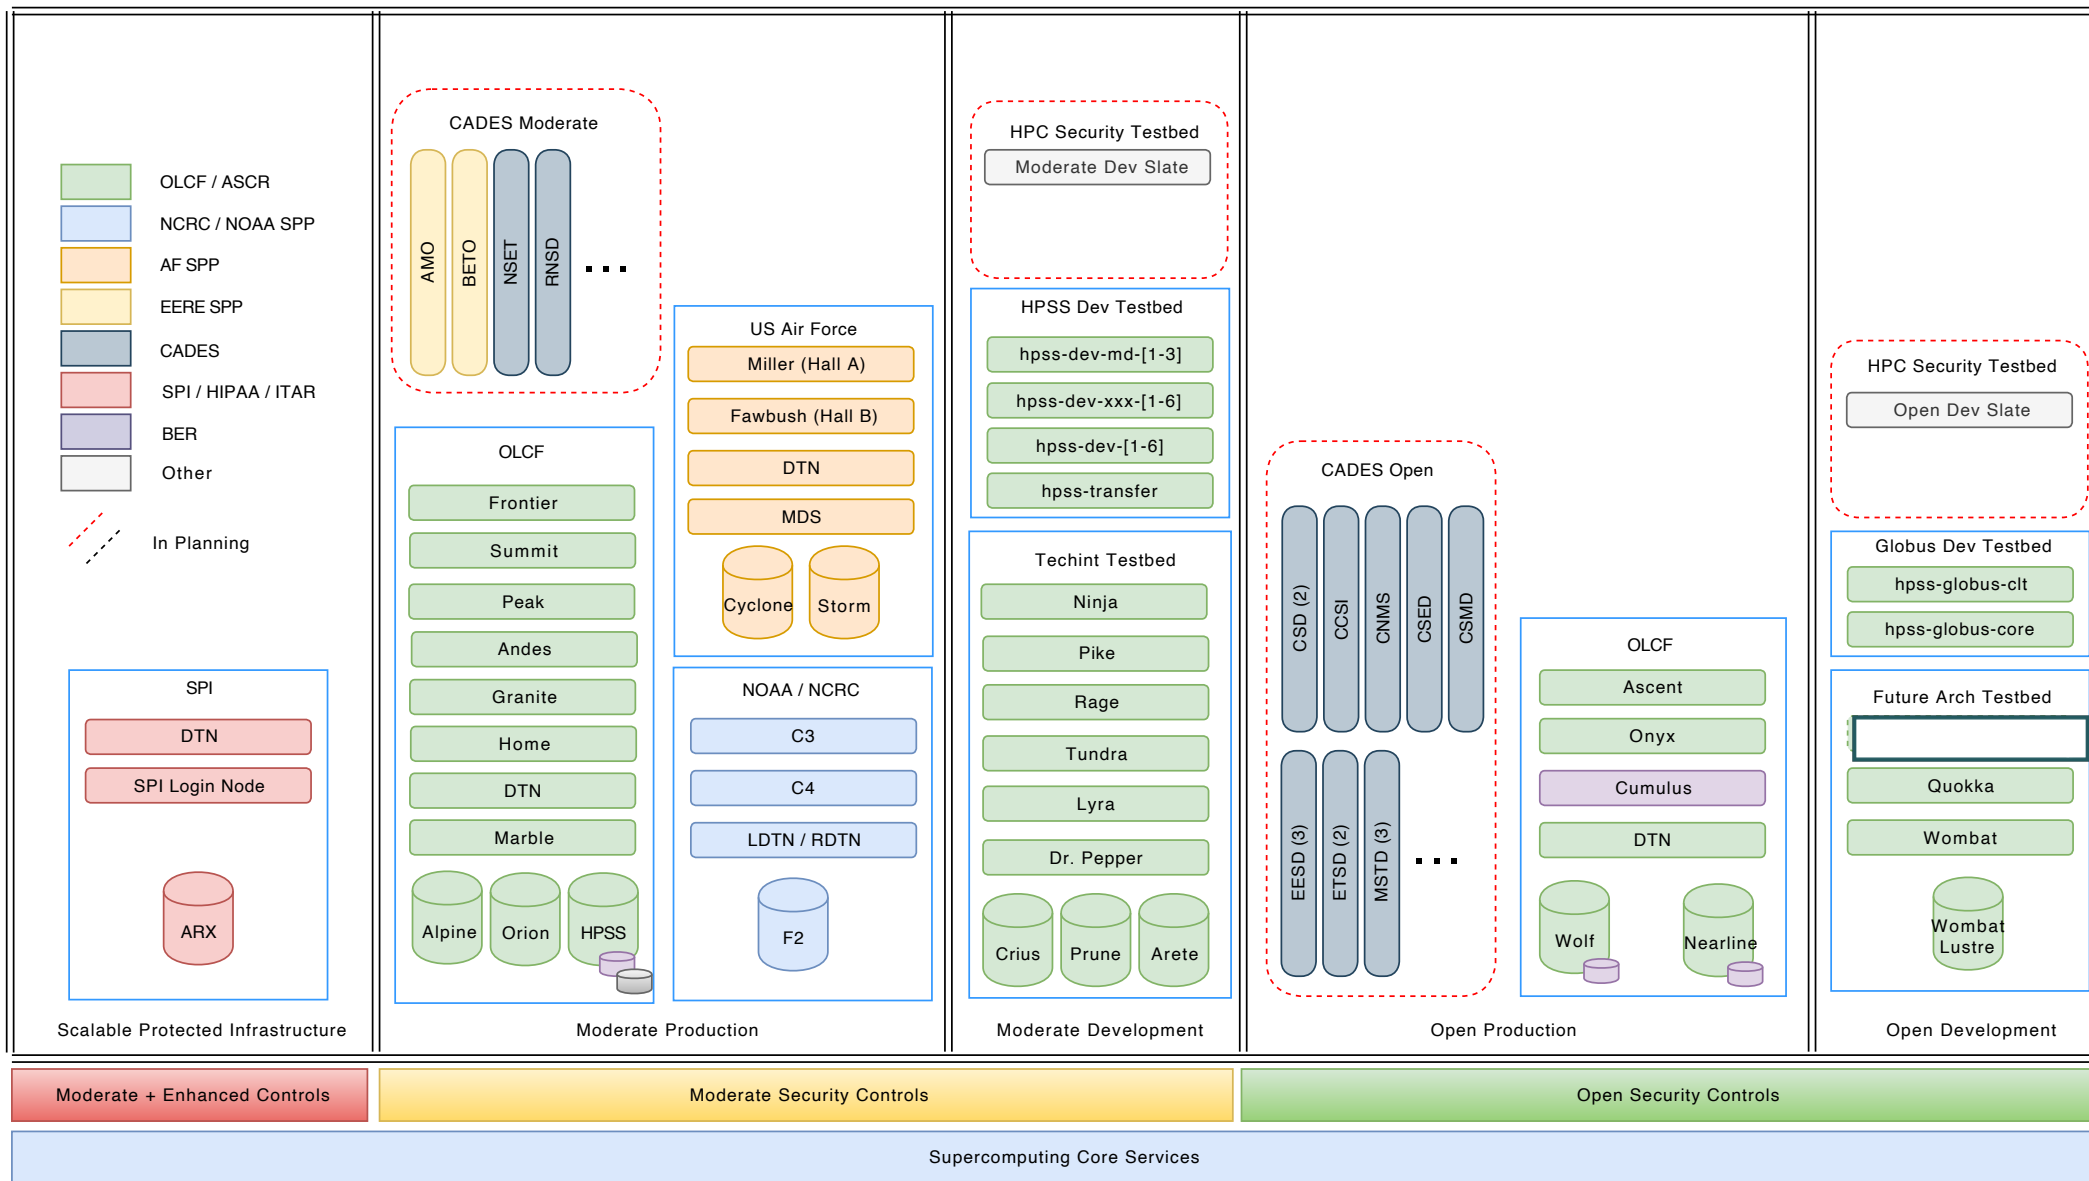 OLCF / ASCR
NCRC / NOAA SPP
AF SPP
EERE SPP
CADES
SPI / HIPAA / ITAR
BER
Other
In Planning
SPI
DTN
SPI Login Node
ARX
Scalable Protected Infrastructure
CADES Moderate
AMO
BETO
NSET
RNSD
...
OLCF
Frontier
Summit
Peak
Andes
Granite
Home
DTN
Marble
Alpine
Orion
HPSS
US Air Force
Miller (Hall A)
Fawbush (Hall B)
DTN
MDS
Cyclone
Storm
NOAA / NCRC
C3
C4
LDTN / RDTN
F2
Moderate Production
HPC Security Testbed
Moderate Dev Slate
HPSS Dev Testbed
hpss-dev-md-[1-3]
hpss-dev-xxx-[1-6]
hpss-dev-[1-6]
hpss-transfer
Techint Testbed
Ninja
Pike
Rage
Tundra
Lyra
Dr. Pepper
Crius
Prune
Arete
Moderate Development
CADES Open
CSD (2)
CCSI
CNMS
CSED
CSMD
EESD (3)
ETSD (2)
MSTD (3)
...
OLCF
Ascent
Onyx
Cumulus
DTN
Wolf
Nearline
Open Production
HPC Security Testbed
Open Dev Slate
Globus Dev Testbed
hpss-globus-clt
hpss-globus-core
Future Arch Testbed
Quokka
Wombat
Wombat
Lustre
Open Development
Moderate + Enhanced Controls
Moderate Security Controls
Open Security Controls
Supercomputing Core Services